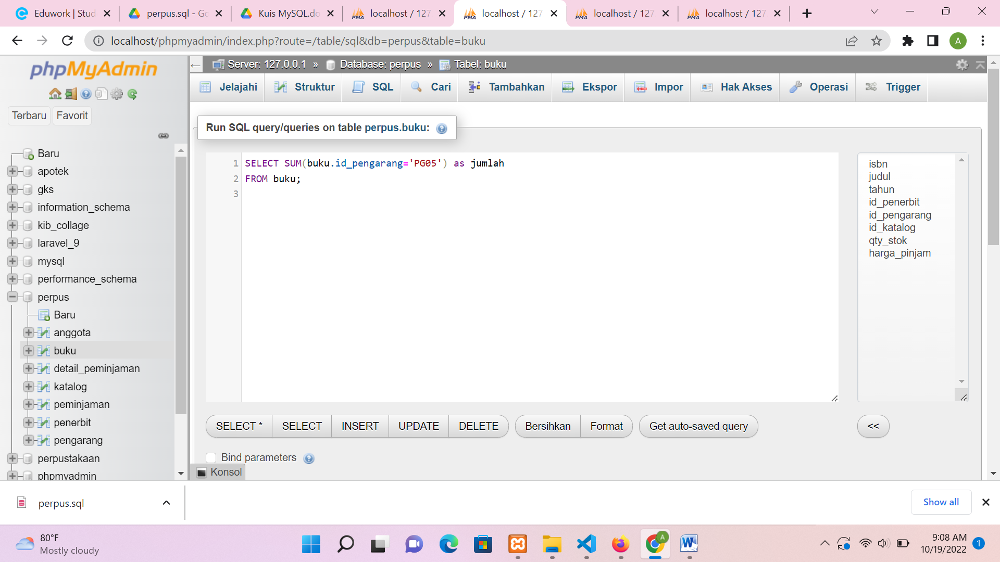 Eduwork | Stud
perpus.sql - Go
Kuis MySQL.do
localhost / 127
localhost / 127
localhost / 127
localhost / 127
localhost/phpmyadmin/index.php?route=/table/sql&db=perpus&table=buku
A
phpMyAdmin
Terbaru
Favorit
Baru
apotek
gks
information_schema
kib_collage
laravel_9
mysql
performance_schema
perpus
Baru
anggota
buku
detail_peminjaman
katalog
peminjaman
penerbit
pengarang
perpustakaan
phpmyadmin
← Server: 127.0.0.1 » Database: perpus » Tabel: buku
Jelajahi Struktur SQL Cari Tambahkan Ekspor Impor Hak Akses Operasi Trigger
Run SQL query/queries on table perpus.buku:
1 SELECT SUM(buku.id_pengarang='PG05') as jumlah
2 FROM buku;
3
isbn
judul
tahun
id_penerbit
id_pengarang
id_katalog
qty_stok
harga_pinjam
SELECT * SELECT INSERT UPDATE DELETE Bersihkan Format Get auto-saved query <<
Bind parameters
Konsol
perpus.sql
Show all
80°F
Mostly cloudy
A
9:08 AM
10/19/2022
1